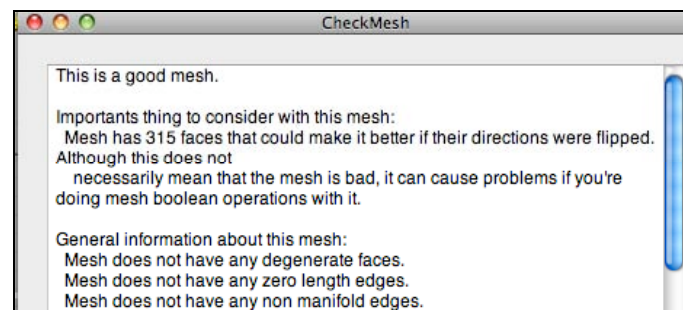 CheckMesh
This is a good mesh.
Importants thing to consider with this mesh:
Mesh has 315 faces that could make it better if their directions were flipped.
Although this does not
necessarily mean that the mesh is bad, it can cause problems if you're
doing mesh boolean operations with it.
General information about this mesh:
Mesh does not have any degenerate faces.
Mesh does not have any zero length edges.
Mesh does not have any non manifold edges.